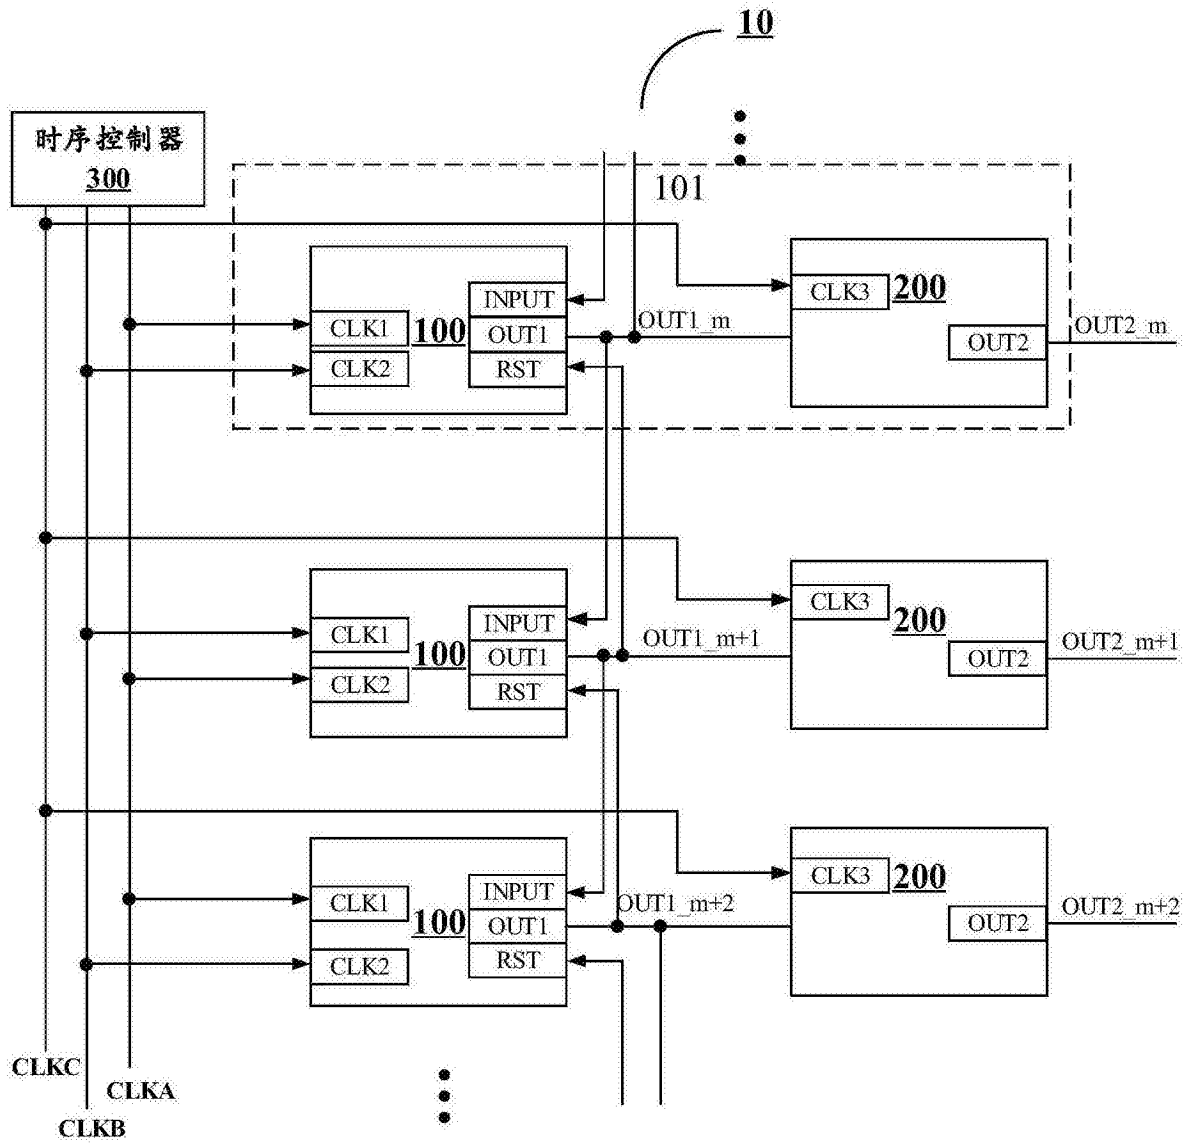 10
时序控制器
300
101
INPUT
CLK1
100
OUT1
CLK2
RST
OUT1_m
CLK3
200
OUT2
OUT2_m
INPUT
CLK1
100
OUT1
CLK2
RST
OUT1_m+1
CLK3
200
OUT2
OUT2_m+1
INPUT
CLK1
100
OUT1
CLK2
RST
OUT1_m+2
CLK3
200
OUT2
OUT2_m+2
CLKC
CLKA
CLKB